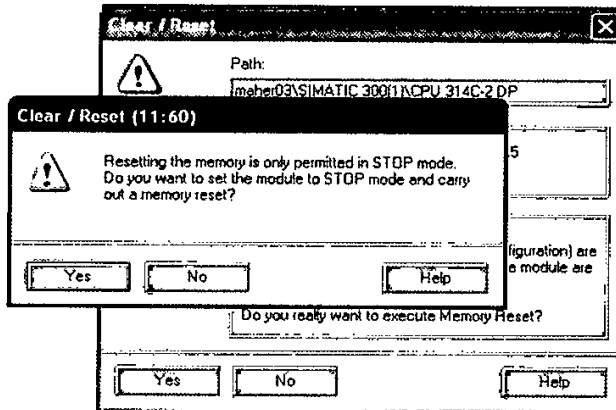 Clear / Reset
Path:
maher03\SIMATIC 300(1)\CPU 314C-2 DP
Clear / Reset (11:60)
Resetting the memory is only permitted in STOP mode.
Do you want to set the module to STOP mode and carry
out a memory reset?
Yes
No
Help
.5
figuration) are
a module are
Do you really want to execute Memory Reset?
Yes
No
Help